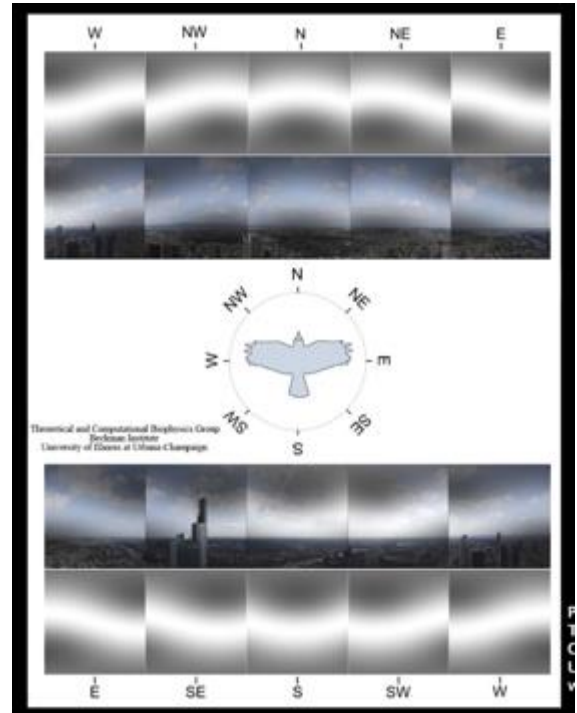 W NW N NE E
N
NW NE
W E
SW SE
S
Theoretical and Computational Biophysics Group
Beckman Institute
University of Illinois at Urbana-Champaign
E SE S SW W
P
T
C
U
w